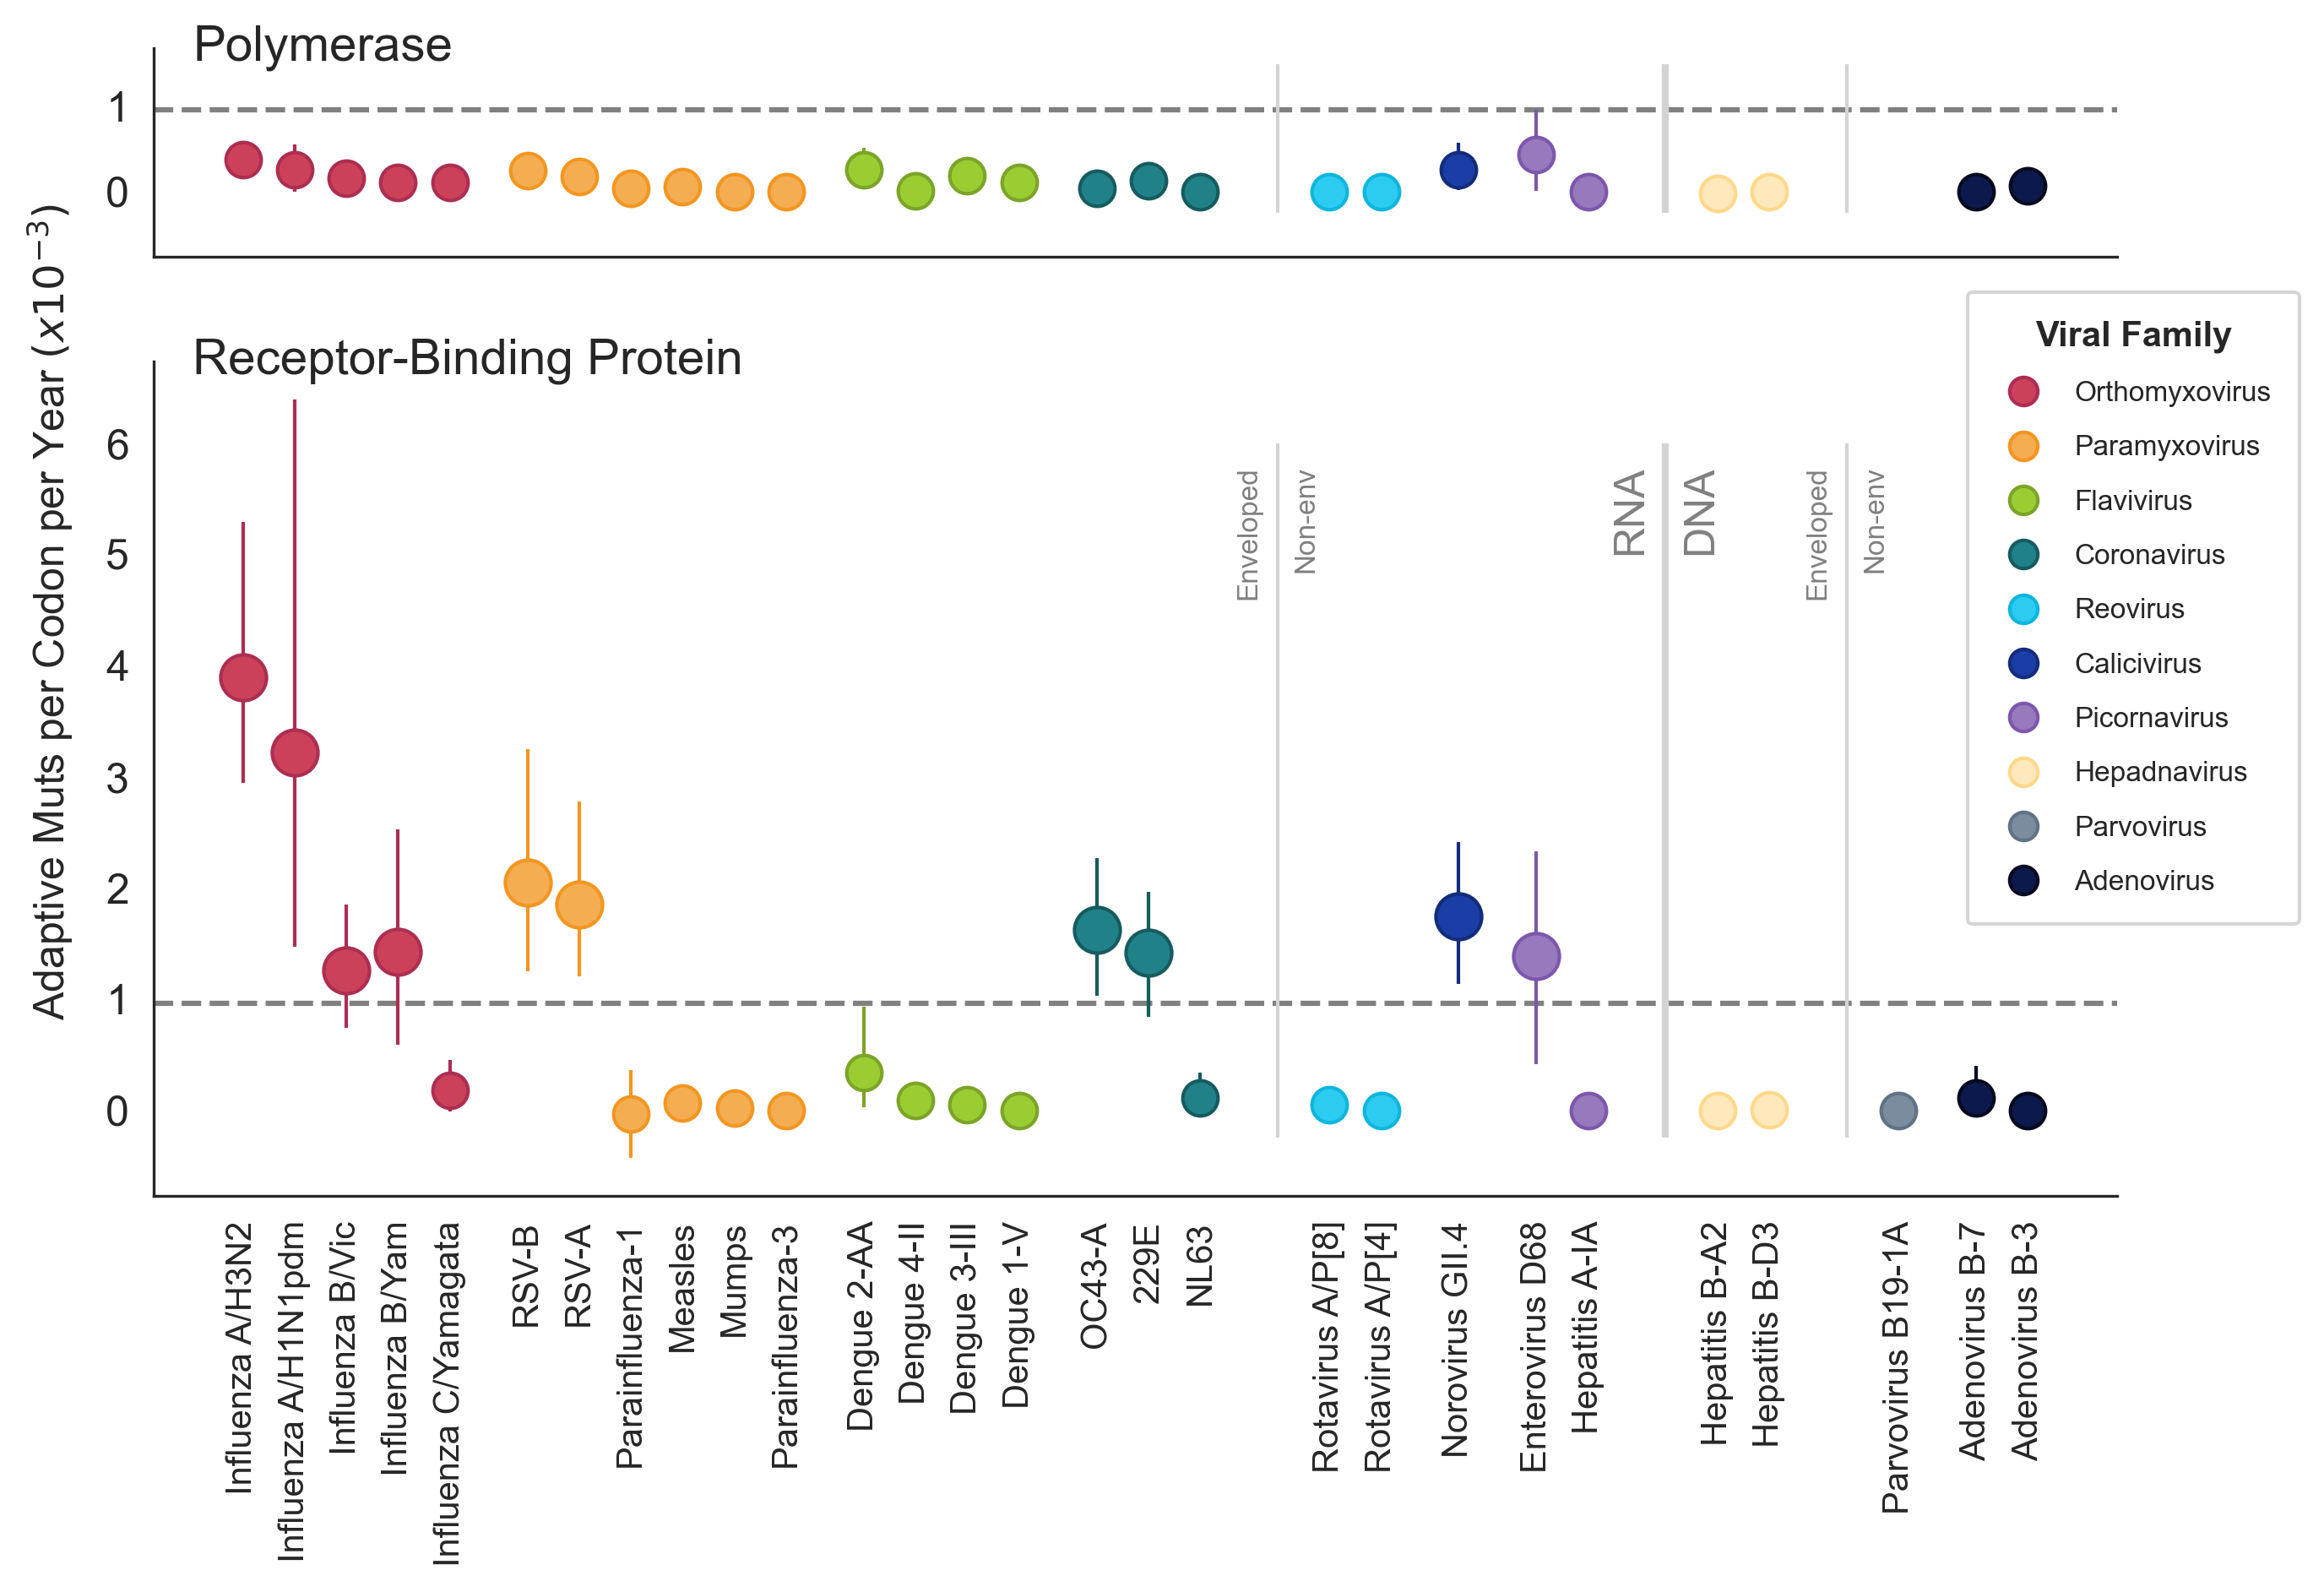 Polymerase
1
0
Adaptive Muts per Codon per Year (x10⁻³)
Receptor-Binding Protein
6
5
4
3
2
1
0
Enveloped
Non-env
RNA
DNA
Enveloped
Non-env
Viral Family
Orthomyxovirus
Paramyxovirus
Flavivirus
Coronavirus
Reovirus
Calicivirus
Picornavirus
Hepadnavirus
Parvovirus
Adenovirus
Influenza A/H3N2
Influenza A/H1N1pdm
Influenza B/Vic
Influenza B/Yam
Influenza C/Yamagata
RSV-B
RSV-A
Parainfluenza-1
Measles
Mumps
Parainfluenza-3
Dengue 2-AA
Dengue 4-II
Dengue 3-III
Dengue 1-V
OC43-A
229E
NL63
Rotavirus A/P[8]
Rotavirus A/P[4]
Norovirus GII.4
Enterovirus D68
Hepatitis A-IA
Hepatitis B-A2
Hepatitis B-D3
Parvovirus B19-1A
Adenovirus B-7
Adenovirus B-3